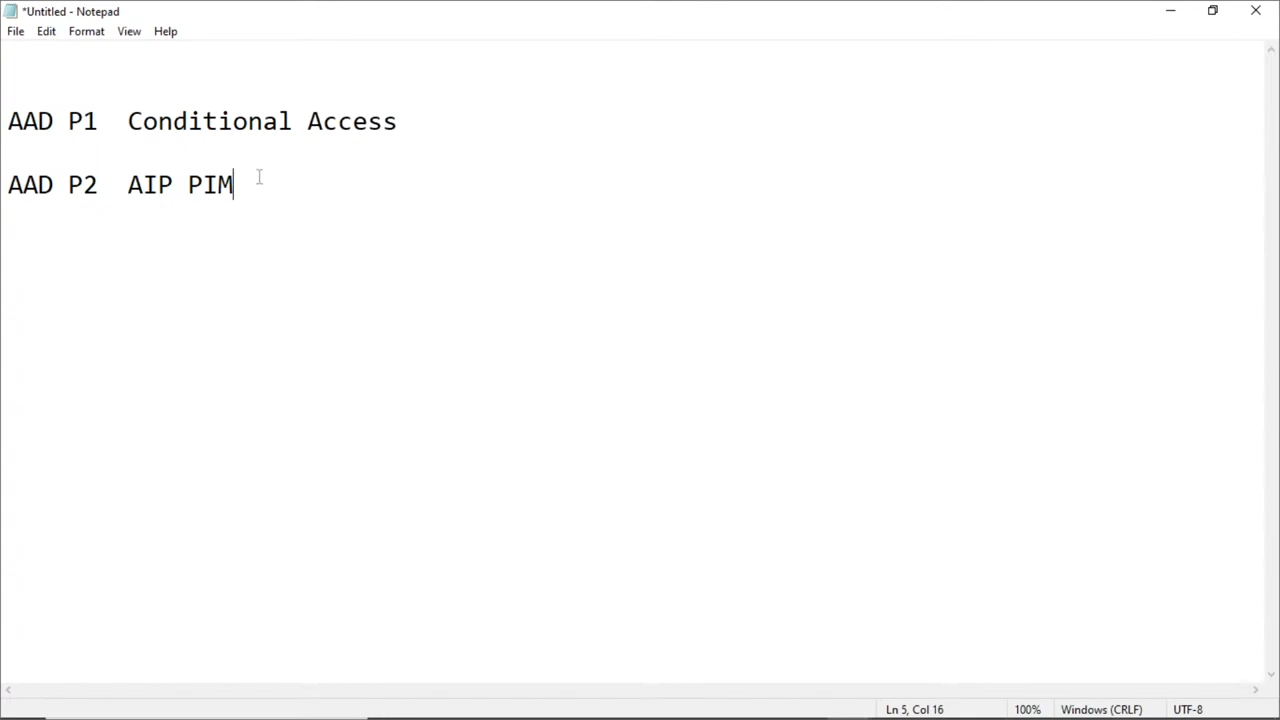 *Untitled - Notepad
File Edit Format View Help
AAD P1  Conditional Access
AAD P2  AIP PIM
Ln 5, Col 16 100% Windows (CRLF) UTF-8